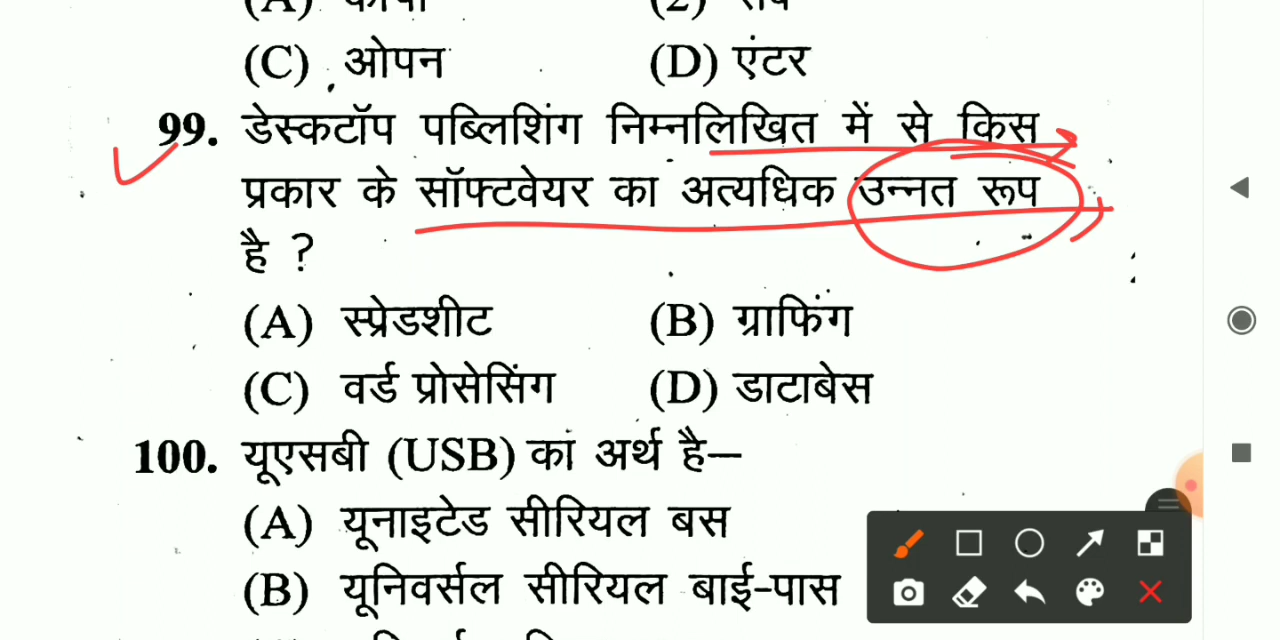 (C) ओपन (D) एंटर
99. डेस्कटॉप पब्लिशिंग निम्नलिखित में से किस
प्रकार के सॉफ्टवेयर का अत्यधिक उन्नत रूप
है ?
(A) स्प्रेडशीट (B) ग्राफिंग
(C) वर्ड प्रोसेसिंग (D) डाटाबेस
100. यूएसबी (USB) का अर्थ है–
(A) यूनाइटेड सीरियल बस
(B) यूनिवर्सल सीरियल बाई-पास